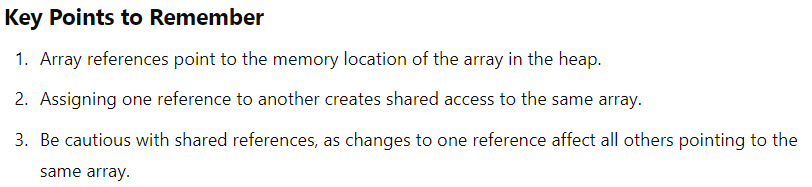 Key Points to Remember
1. Array references point to the memory location of the array in the heap.
2. Assigning one reference to another creates shared access to the same array.
3. Be cautious with shared references, as changes to one reference affect all others pointing to the
same array.